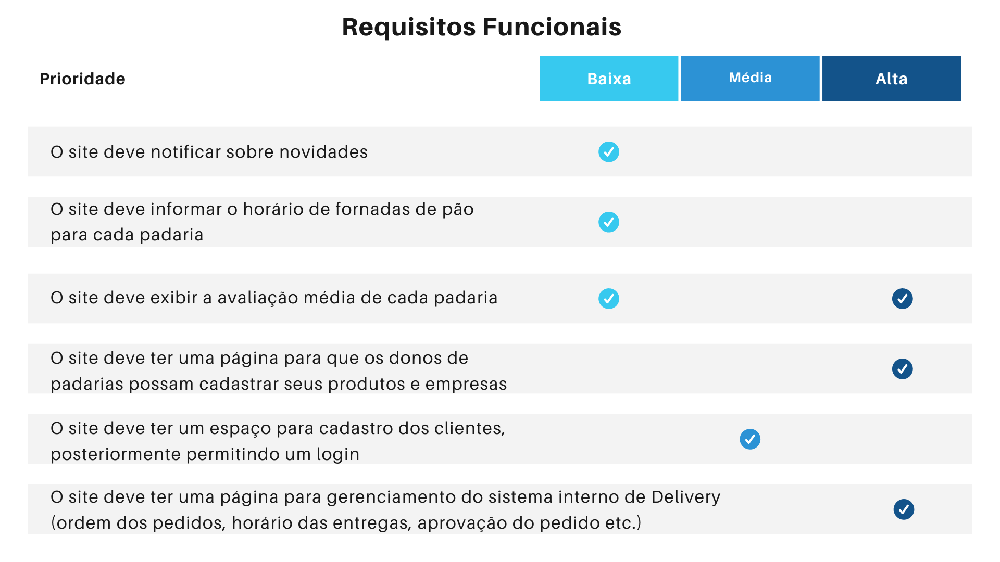 Requisitos Funcionais
Prioridade
Baixa
Média
Alta
O site deve notificar sobre novidades
O site deve informar o horário de fornadas de pão
para cada padaria
O site deve exibir a avaliação média de cada padaria
O site deve ter uma página para que os donos de
padarias possam cadastrar seus produtos e empresas
O site deve ter um espaço para cadastro dos clientes,
posteriormente permitindo um login
O site deve ter uma página para gerenciamento do sistema interno de Delivery
(ordem dos pedidos, horário das entregas, aprovação do pedido etc.)